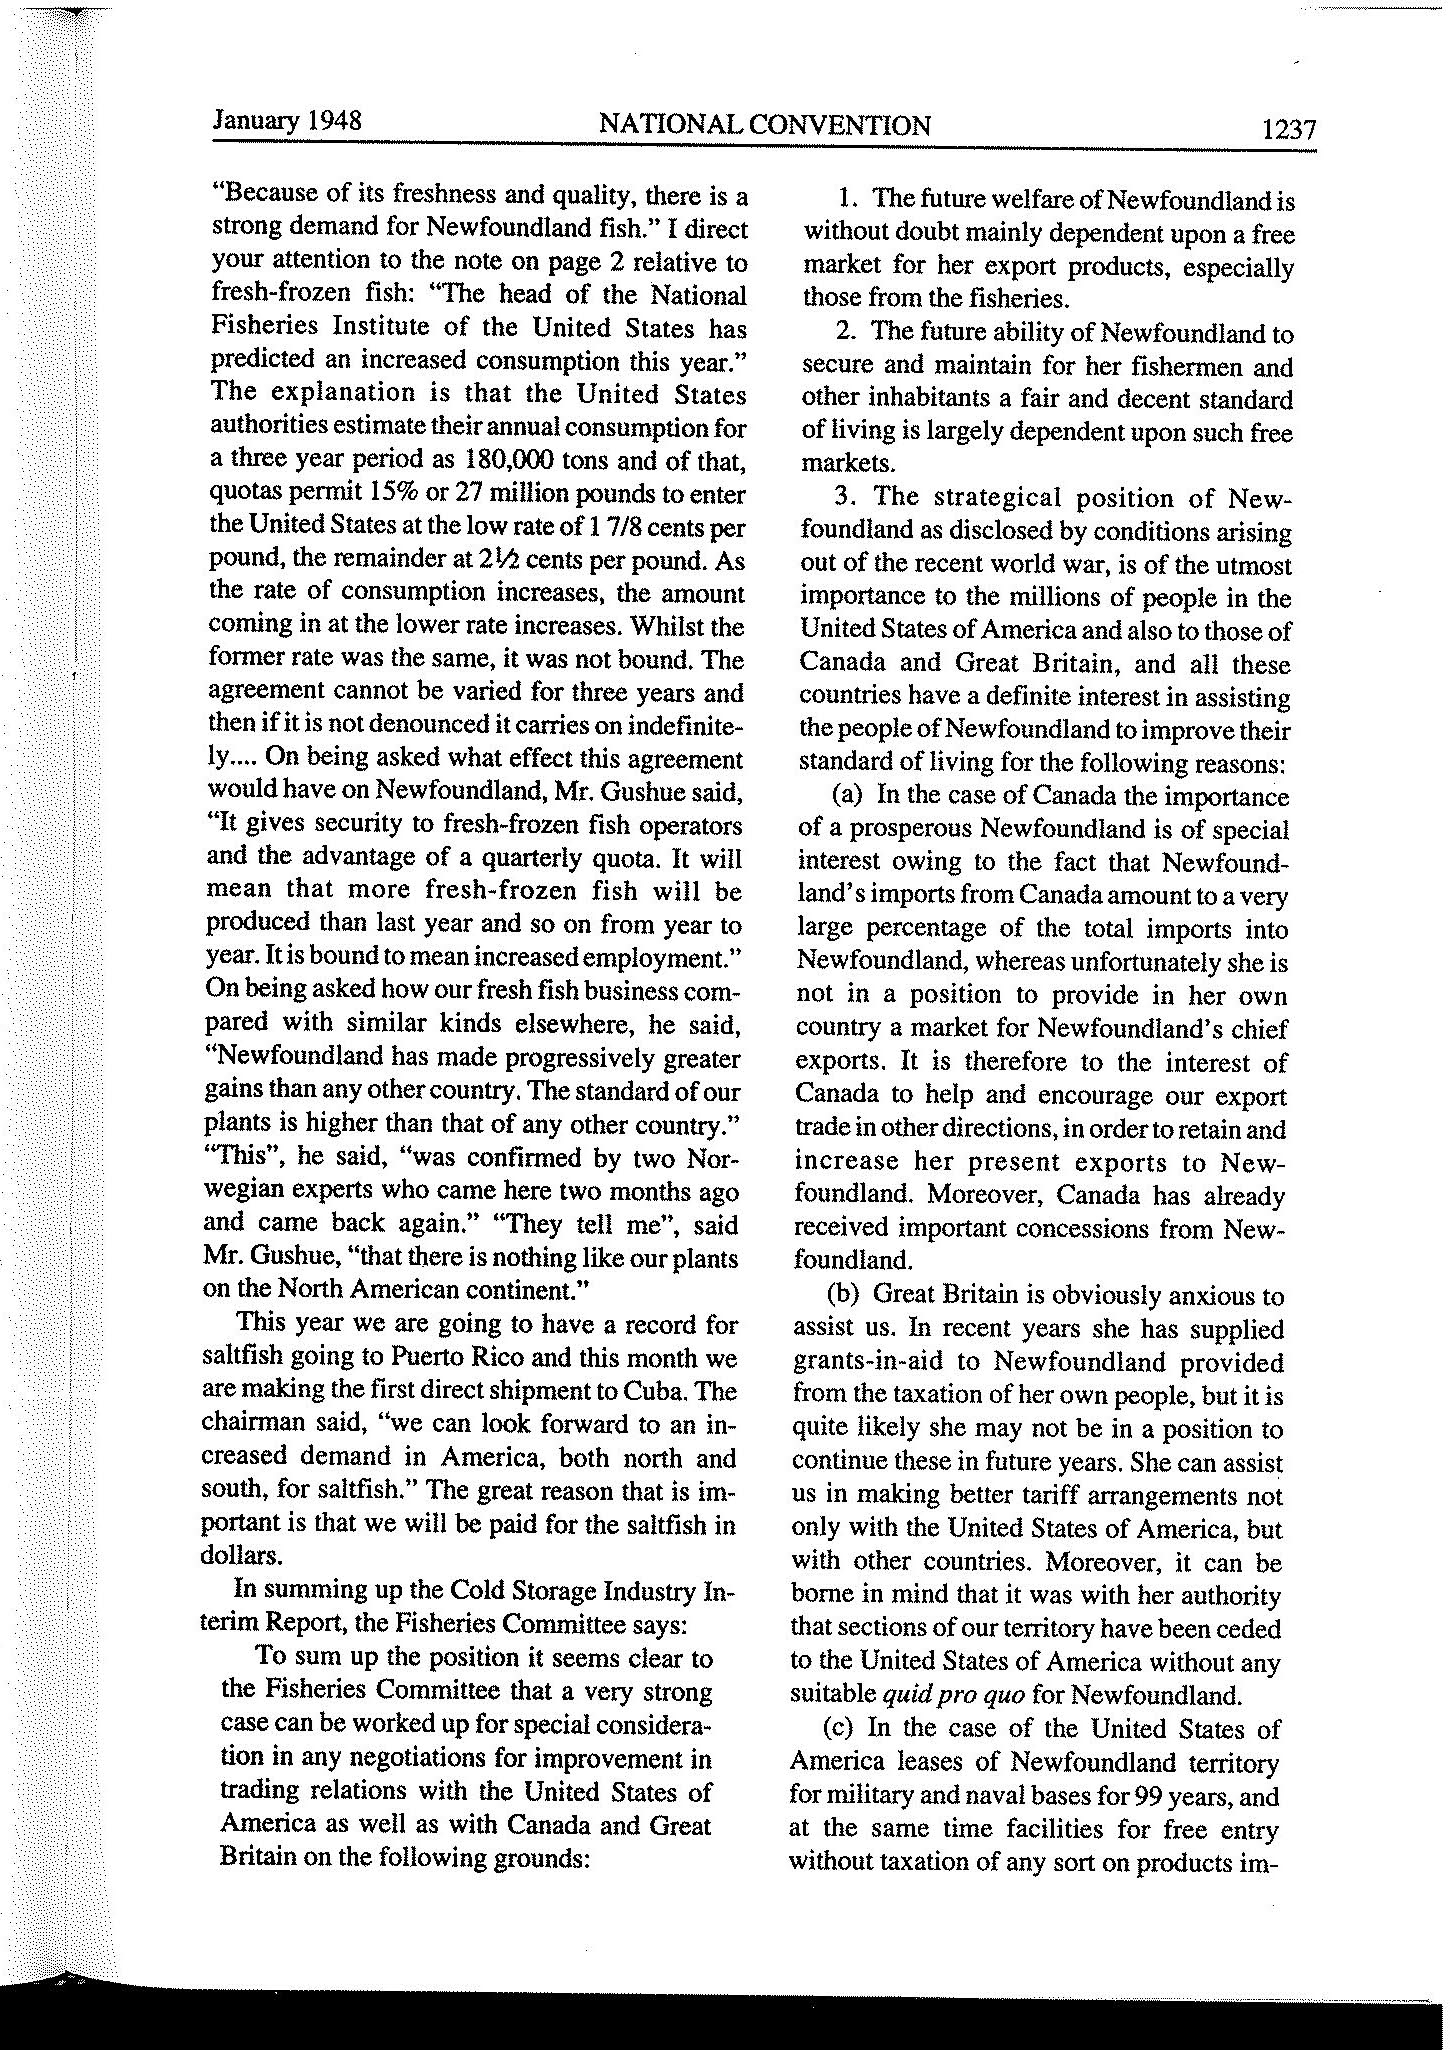 January 1948
NATIONAL CONVENTION
1237
“Because of its freshness and quality, there is a
strong demand for Newfoundland fish.” I direct
your attention to the note on page 2 relative to
fresh-frozen fish: “The head of the National
Fisheries Institute of the United States has
predicted an increased consumption this year.”
The explanation is that the United States
authorities estimate their annual consumption for
a three year period as 180,000 tons and of that,
quotas permit 15% or 27 million pounds to enter
the United States at the low rate of 1 7/8 cents per
pound, the remainder at 2½ cents per pound. As
the rate of consumption increases, the amount
coming in at the lower rate increases. Whilst the
former rate was the same, it was not bound. The
agreement cannot be varied for three years and
then if it is not denounced it carries on indefinite-
ly.... On being asked what effect this agreement
would have on Newfoundland, Mr. Gushue said,
“It gives security to fresh-frozen fish operators
and the advantage of a quarterly quota. It will
mean that more fresh-frozen fish will be
produced than last year and so on from year to
year. It is bound to mean increased employment.”
On being asked how our fresh fish business com-
pared with similar kinds elsewhere, he said,
“Newfoundland has made progressively greater
gains than any other country. The standard of our
plants is higher than that of any other country.”
“This”, he said, “was confirmed by two Nor-
wegian experts who came here two months ago
and came back again.” “They tell me”, said
Mr. Gushue, “that there is nothing like our plants
on the North American continent.”
This year we are going to have a record for
saltfish going to Puerto Rico and this month we
are making the first direct shipment to Cuba. The
chairman said, “we can look forward to an in-
creased demand in America, both north and
south, for saltfish.” The great reason that is im-
portant is that we will be paid for the saltfish in
dollars.
In summing up the Cold Storage Industry In-
terim Report, the Fisheries Committee says:
To sum up the position it seems clear to
the Fisheries Committee that a very strong
case can be worked up for special considera-
tion in any negotiations for improvement in
trading relations with the United States of
America as well as with Canada and Great
Britain on the following grounds:
1. The future welfare of Newfoundland is
without doubt mainly dependent upon a free
market for her export products, especially
those from the fisheries.
2. The future ability of Newfoundland to
secure and maintain for her fishermen and
other inhabitants a fair and decent standard
of living is largely dependent upon such free
markets.
3. The strategical position of New-
foundland as disclosed by conditions arising
out of the recent world war, is of the utmost
importance to the millions of people in the
United States of America and also to those of
Canada and Great Britain, and all these
countries have a definite interest in assisting
the people of Newfoundland to improve their
standard of living for the following reasons:
(a) In the case of Canada the importance
of a prosperous Newfoundland is of special
interest owing to the fact that Newfound-
land’s imports from Canada amount to a very
large percentage of the total imports into
Newfoundland, whereas unfortunately she is
not in a position to provide in her own
country a market for Newfoundland’s chief
exports. It is therefore to the interest of
Canada to help and encourage our export
trade in other directions, in order to retain and
increase her present exports to New-
foundland. Moreover, Canada has already
received important concessions from New-
foundland.
(b) Great Britain is obviously anxious to
assist us. In recent years she has supplied
grants-in-aid to Newfoundland provided
from the taxation of her own people, but it is
quite likely she may not be in a position to
continue these in future years. She can assist
us in making better tariff arrangements not
only with the United States of America, but
with other countries. Moreover, it can be
borne in mind that it was with her authority
that sections of our territory have been ceded
to the United States of America without any
suitable quid pro quo for Newfoundland.
(c) In the case of the United States of
America leases of Newfoundland territory
for military and naval bases for 99 years, and
at the same time facilities for free entry
without taxation of any sort on products im-